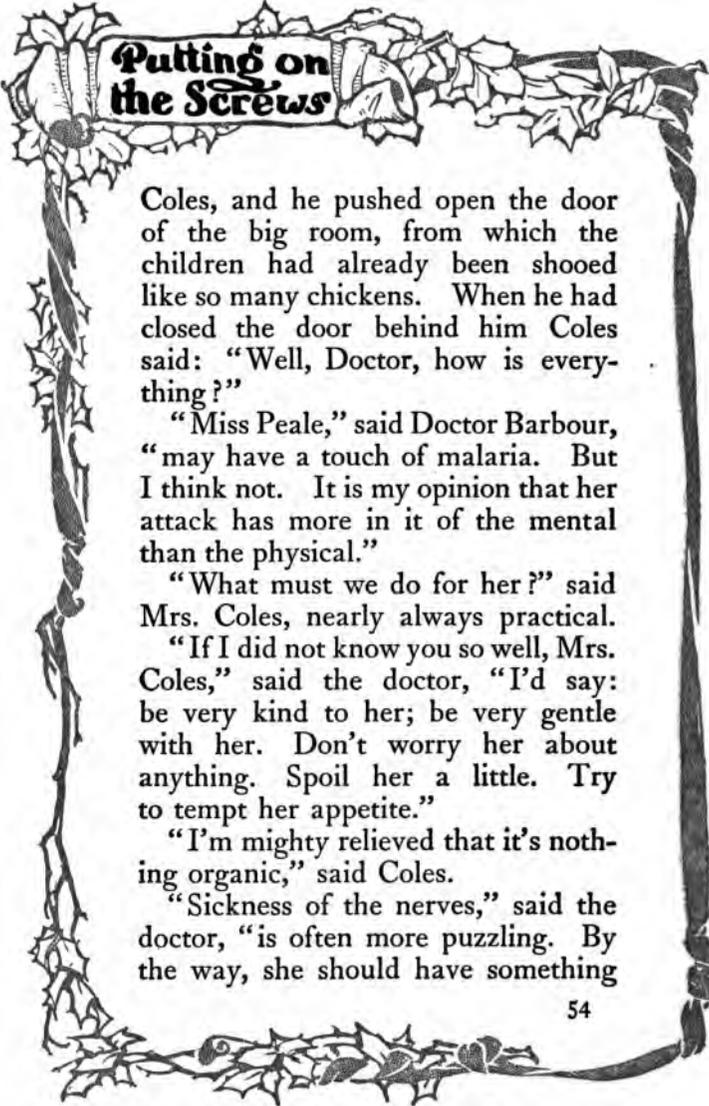 Putting on
the Screws
Coles, and he pushed open the door
of the big room, from which the
children had already been shooed
like so many chickens. When he had
closed the door behind him Coles
said: “Well, Doctor, how is every-
thing?”
“Miss Peale,” said Doctor Barbour,
“may have a touch of malaria. But
I think not. It is my opinion that her
attack has more in it of the mental
than the physical.”
“What must we do for her?” said
Mrs. Coles, nearly always practical.
“If I did not know you so well, Mrs.
Coles,” said the doctor, “I’d say:
be very kind to her; be very gentle
with her. Don’t worry her about
anything. Spoil her a little. Try
to tempt her appetite.”
“I’m mighty relieved that it’s noth-
ing organic,” said Coles.
“Sickness of the nerves,” said the
doctor, “is often more puzzling. By
the way, she should have something
54